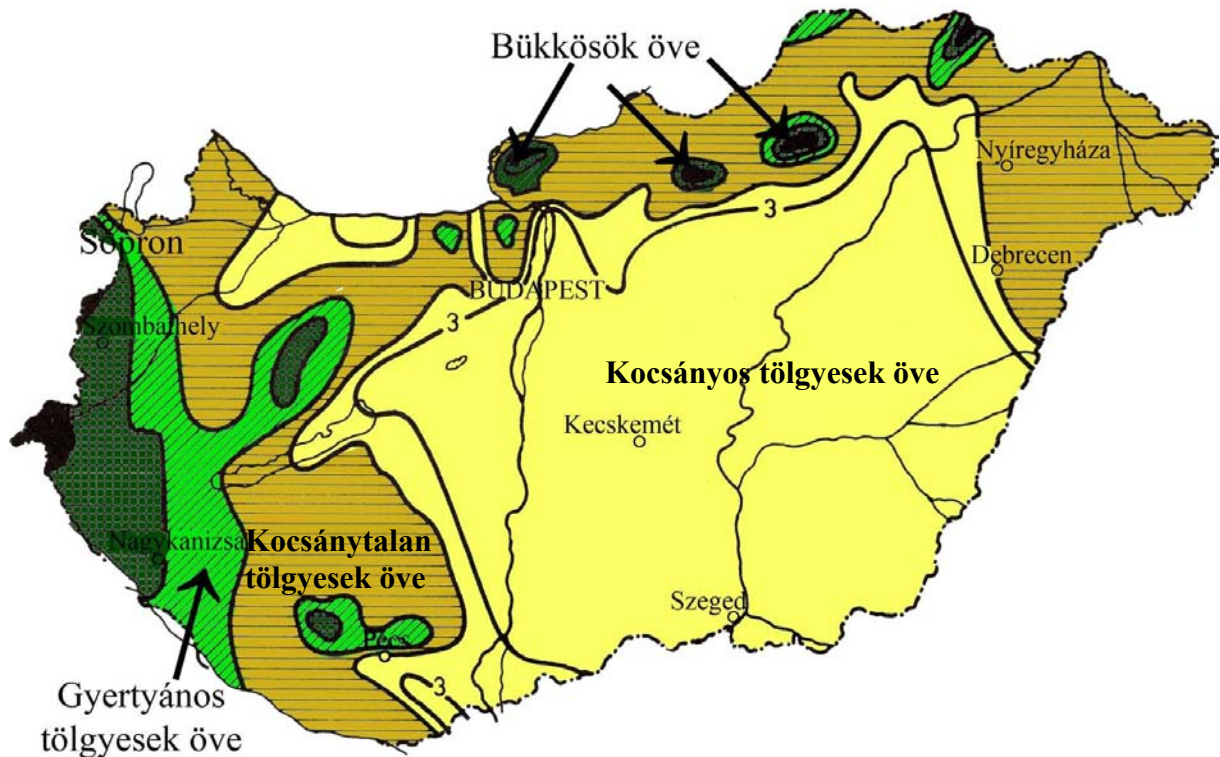 Bükkösök öve
Nyíregyháza
3
Sopron
Debrecen
BUDAPEST
3
Szombathely
Kocsányos tölgyesek öve
Kecskemét
Nagykanizsa
Kocsánytalan
tölgyesek öve
Szeged
Pécs
3
Gyertyános
tölgyesek öve